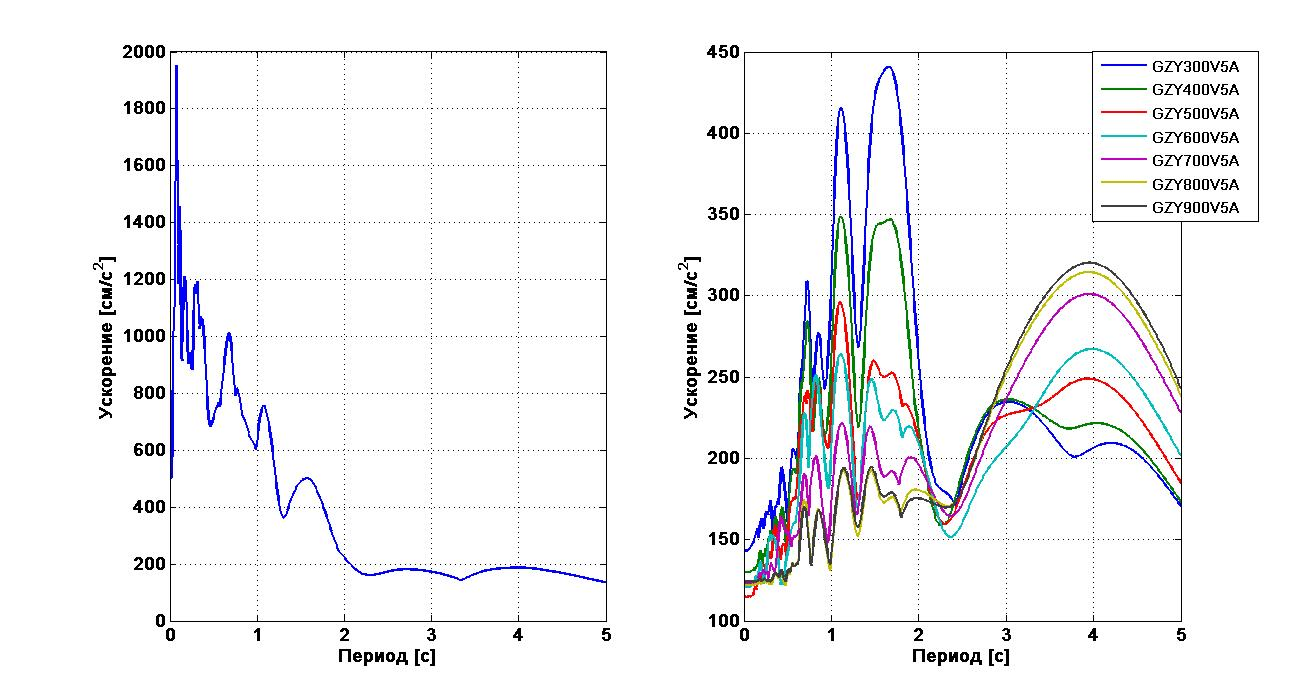 2000
1800
1600
1400
1200
1000
800
600
400
200
0
0 1 2 3 4 5
Ускорение [см/с²]
Период [с]
450
400
350
300
250
200
150
100
0 1 2 3 4 5
Ускорение [см/с²]
Период [с]
GZY300V5A
GZY400V5A
GZY500V5A
GZY600V5A
GZY700V5A
GZY800V5A
GZY900V5A